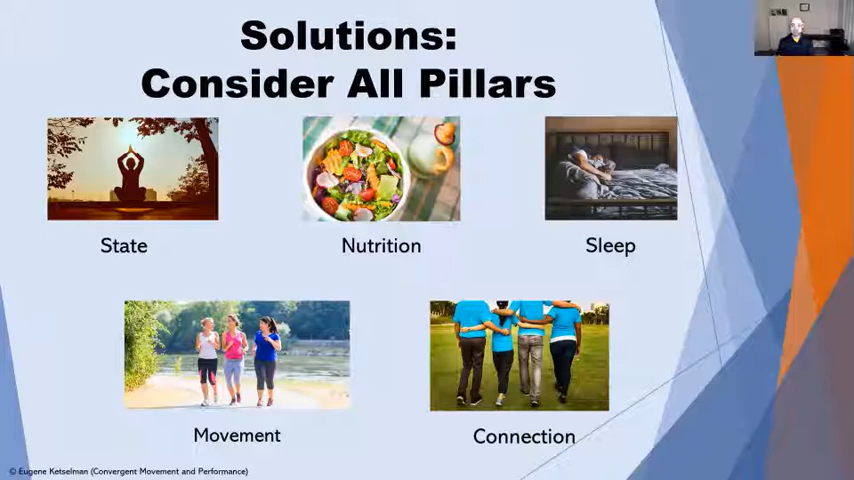 Solutions:
Consider All Pillars
State
Nutrition
Sleep
Movement
Connection
© Eugene Ketselman (Convergent Movement and Performance)